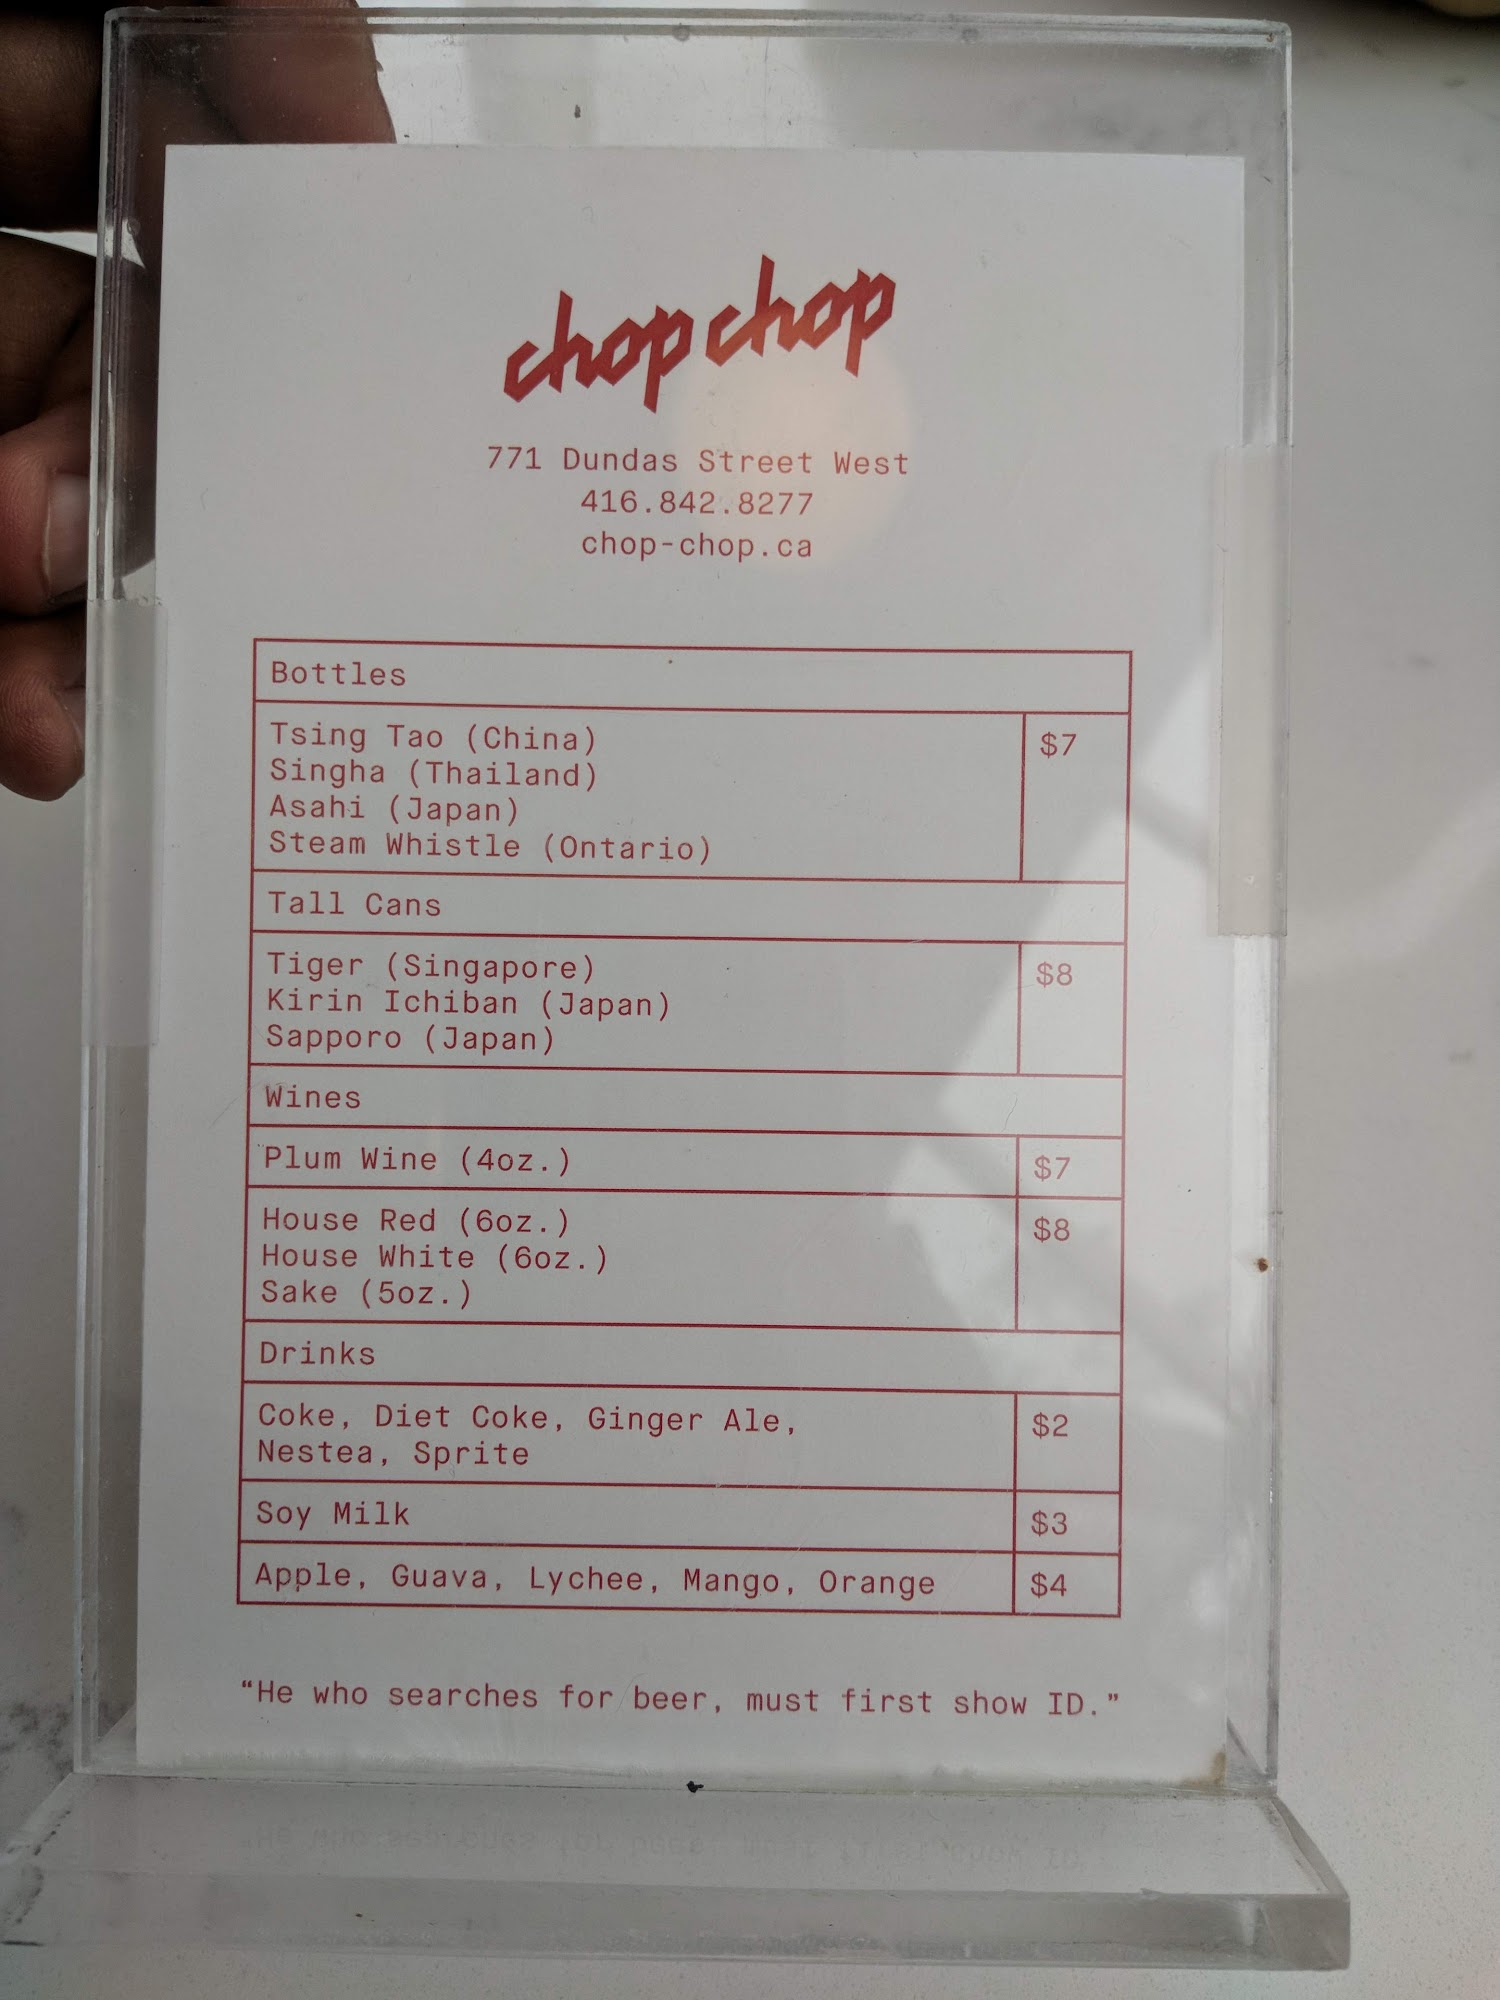 chop chop
771 Dundas Street West
416.842.8277
chop-chop.ca
Bottles
Tsing Tao (China) $7
Singha (Thailand)
Asahi (Japan)
Steam Whistle (Ontario)
Tall Cans
Tiger (Singapore) $8
Kirin Ichiban (Japan)
Sapporo (Japan)
Wines
Plum Wine (4oz.) $7
House Red (6oz.) $8
House White (6oz.)
Sake (5oz.)
Drinks
Coke, Diet Coke, Ginger Ale, $2
Nestea, Sprite
Soy Milk $3
Apple, Guava, Lychee, Mango, Orange $4
“He who searches for beer, must first show ID.”